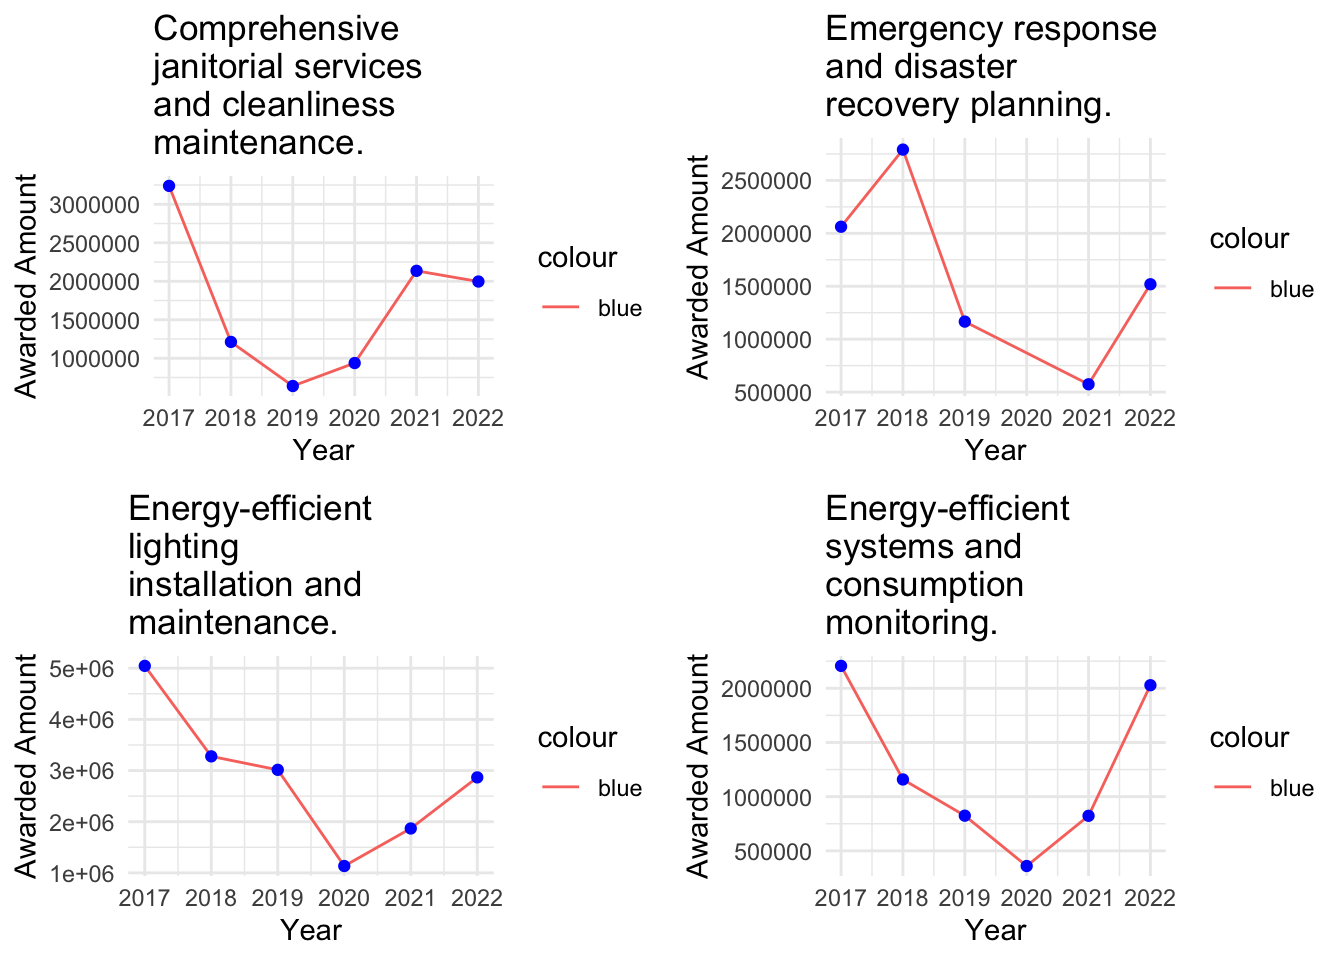 Comprehensive
janitorial services
and cleanliness
maintenance.
Awarded Amount
3000000
2500000
2000000
1500000
1000000
2017 2018 2019 2020 2021 2022
Year
colour
blue
Emergency response
and disaster
recovery planning.
Awarded Amount
2500000
2000000
1500000
1000000
500000
2017 2018 2019 2020 2021 2022
Year
colour
blue
Energy-efficient
lighting
installation and
maintenance.
Awarded Amount
5e+06
4e+06
3e+06
2e+06
1e+06
2017 2018 2019 2020 2021 2022
Year
colour
blue
Energy-efficient
systems and
consumption
monitoring.
Awarded Amount
2000000
1500000
1000000
500000
2017 2018 2019 2020 2021 2022
Year
colour
blue